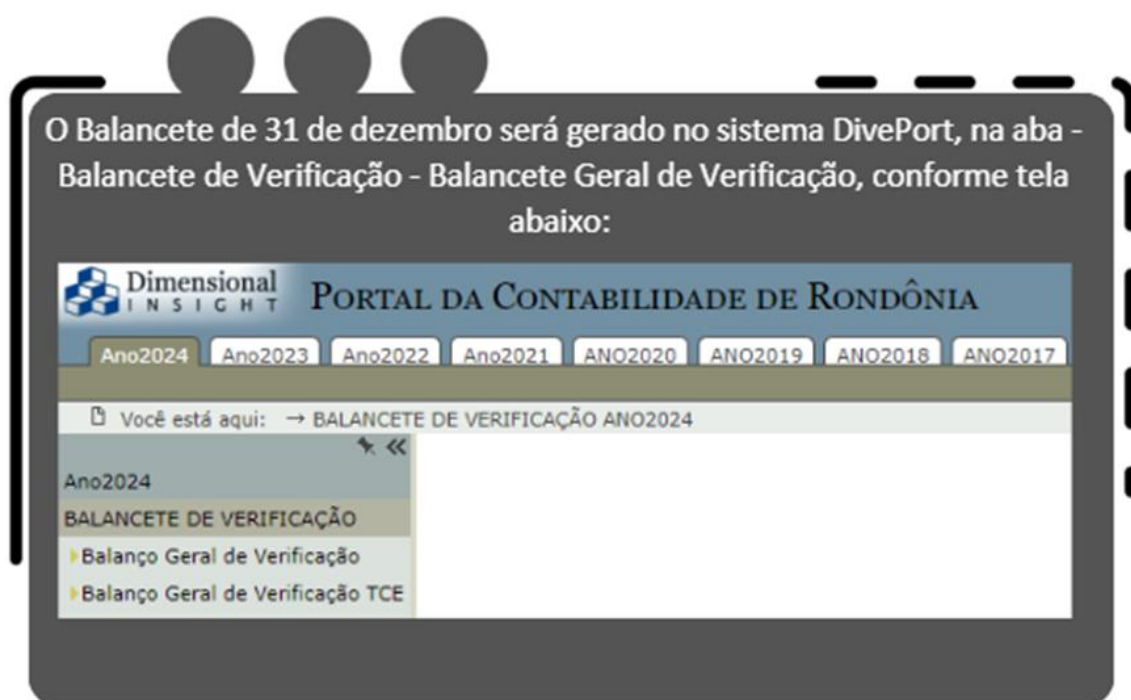 O Balancete de 31 de dezembro será gerado no sistema DivePort, na aba -
Balancete de Verificação - Balancete Geral de Verificação, conforme tela
abaixo:
Dimensional
INSIGHT
PORTAL DA CONTABILIDADE DE RONDÔNIA
Ano2024 Ano2023 Ano2022 Ano2021 ANO2020 ANO2019 ANO2018 ANO2017
Você está aqui: → BALANCETE DE VERIFICAÇÃO ANO2024
Ano2024
BALANCETE DE VERIFICAÇÃO
Balanço Geral de Verificação
Balanço Geral de Verificação TCE